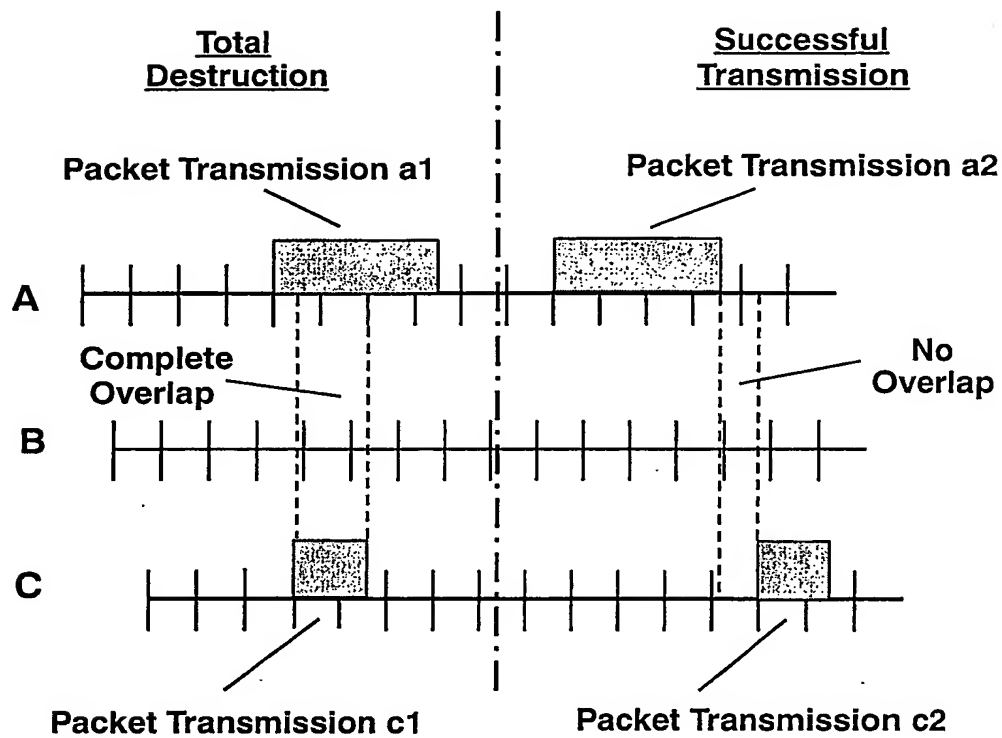 Total
Destruction
Successful
Transmission
Packet Transmission a1
Packet Transmission a2
A
Complete
Overlap
No
Overlap
B
C
Packet Transmission c1
Packet Transmission c2